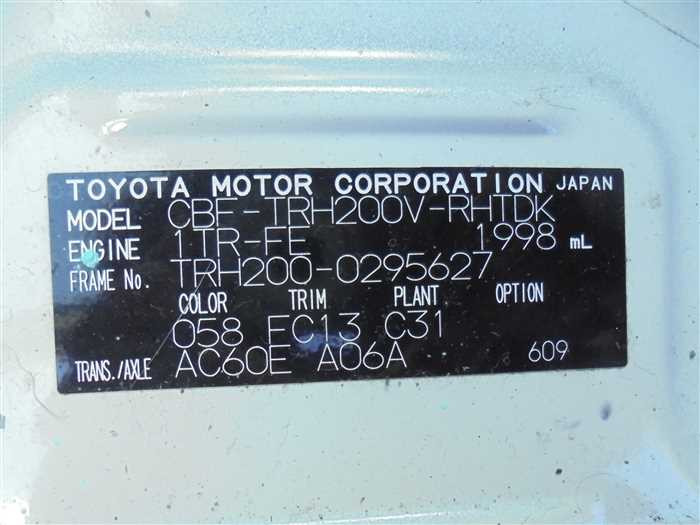 TOYOTA MOTOR CORPORATION JAPAN
MODEL CBF-TRH200V-RHTDK
ENGINE 1TR-FE 1998 mL
FRAME No. TRH200-0295627
COLOR TRIM PLANT OPTION
058 FC13 C31
TRANS./AXLE AC60E A06A 609